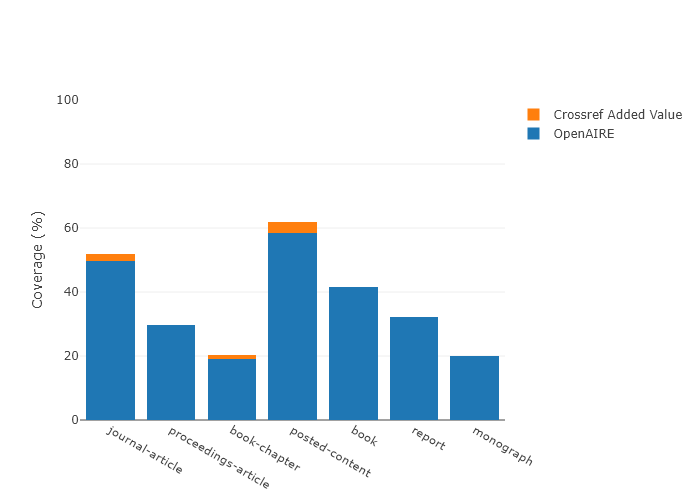 100
80
60
40
20
0
Coverage (%)
Crossref Added Value
OpenAIRE
journal-article
proceedings-article
book-chapter
posted-content
book
report
monograph